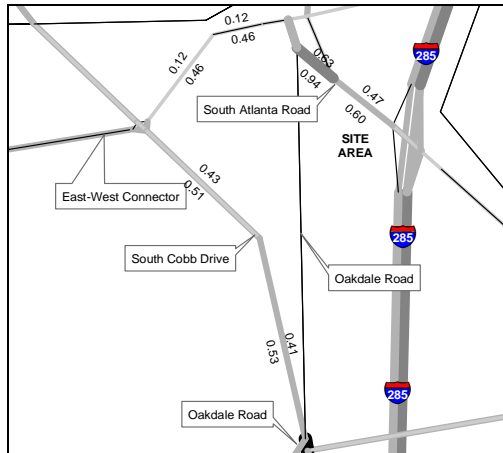 0.12
0.46
285
0.12
0.46
0.63
0.94
0.47
0.60
South Atlanta Road
SITE
AREA
0.43
0.51
East-West Connector
285
South Cobb Drive
Oakdale Road
0.41
0.53
285
Oakdale Road